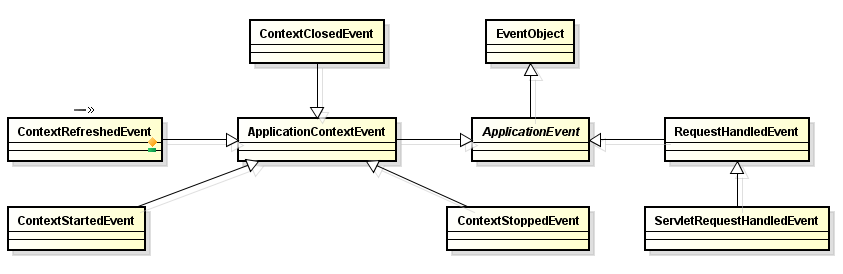 ContextClosedEvent
EventObject
ContextRefreshedEvent
ApplicationContextEvent
ApplicationEvent
RequestHandledEvent
ContextStartedEvent
ContextStoppedEvent
ServletRequestHandledEvent